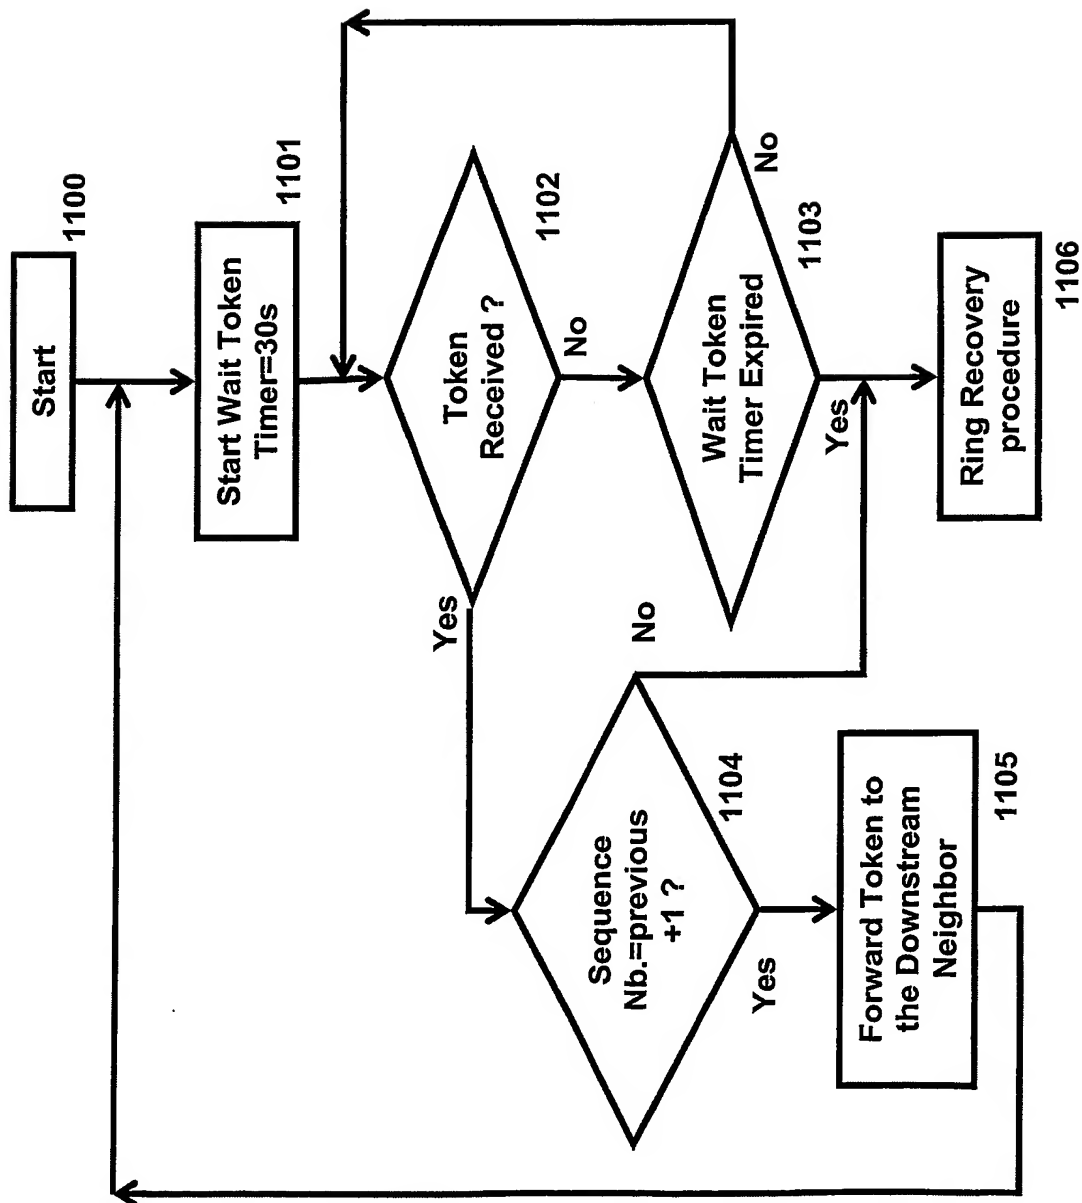 Start
1100
Start Wait Token
Timer=30s
1101
Token
Received ?
1102
Yes
No
Wait Token
Timer Expired
1103
No
Yes
Sequence
Nb.=previous
+1 ?
1104
No
Yes
Forward Token to
the Downstream
Neighbor
1105
Ring Recovery
procedure
1106